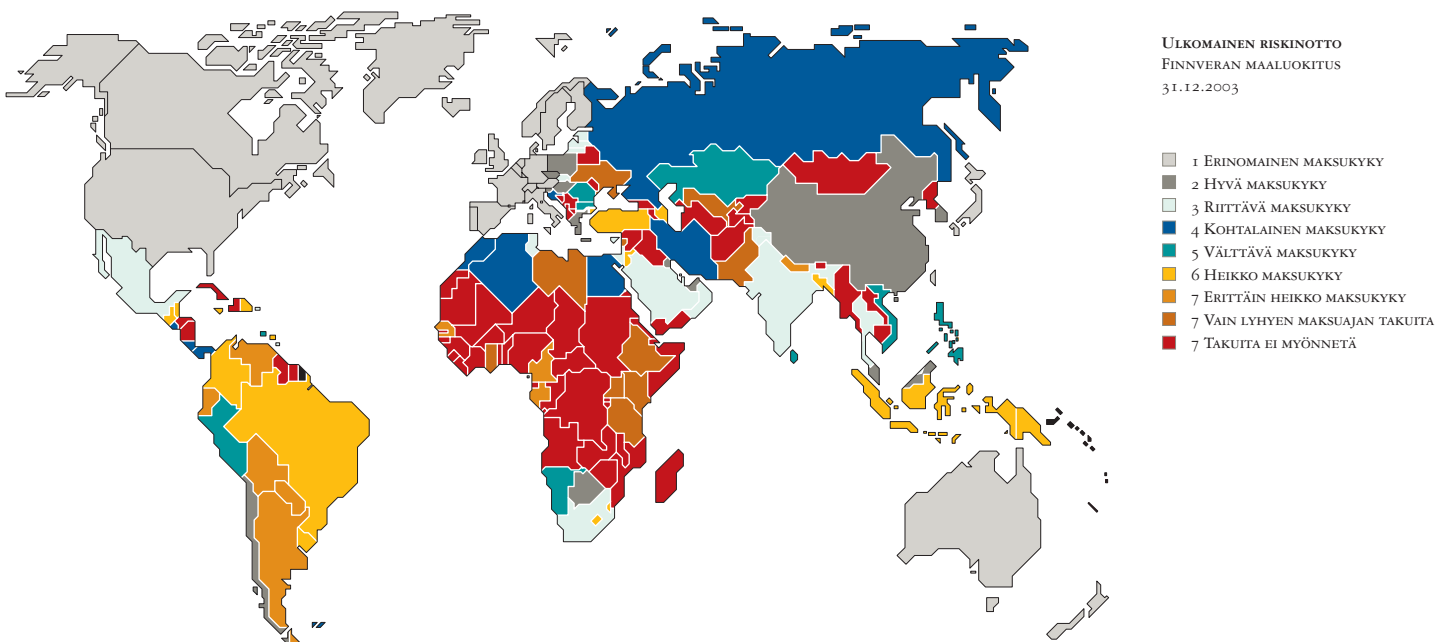 Ulkomainen riskinotto
Finnveran maaluokitus
31.12.2003
1 Erinomainen maksukyky
2 Hyvä maksukyky
3 Riittävä maksukyky
4 Kohtalainen maksukyky
5 Välttävä maksukyky
6 Heikko maksukyky
7 Erittäin heikko maksukyky
7 Vain lyhyen maksuajan takuita
7 Takuita ei myönnetä